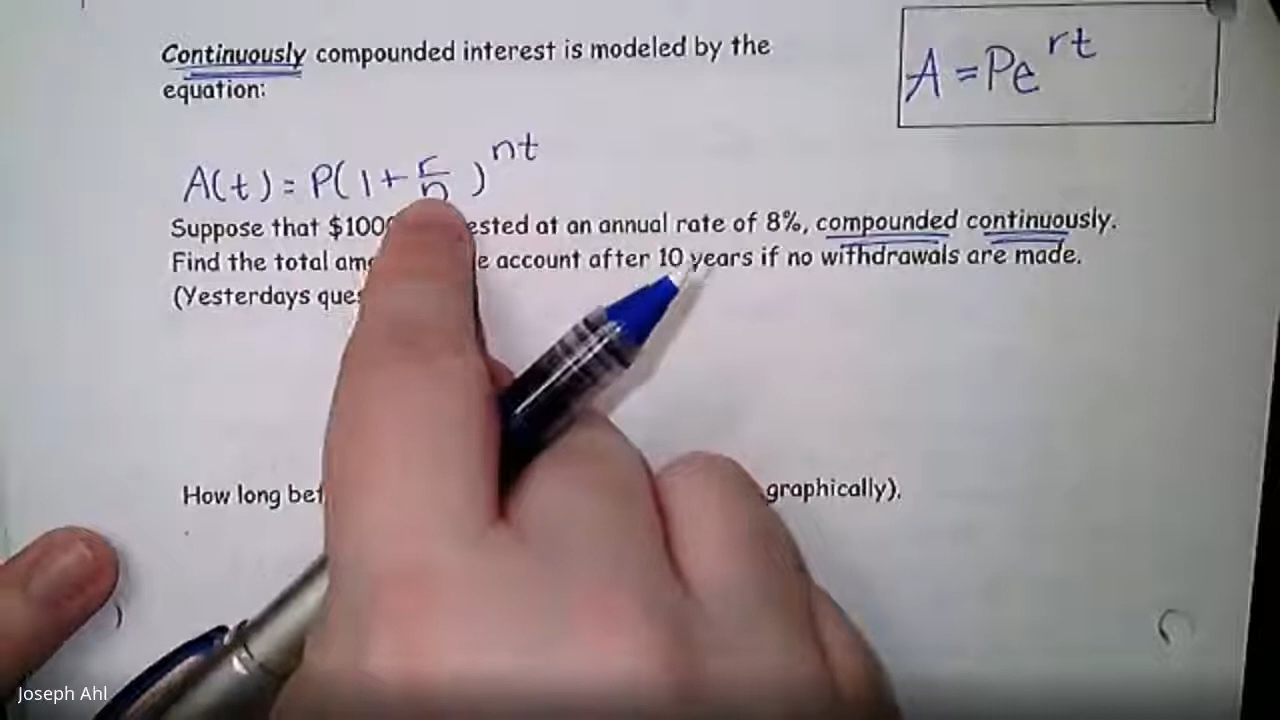 Continuously compounded interest is modeled by the
equation:
A = Pe^{rt}
A(t) = P(1 + r/n)^{nt}
Suppose that $100 ested at an annual rate of 8%, compounded continuously.
Find the total am e account after 10 years if no withdrawals are made.
(Yesterdays que
How long bef graphically).
Joseph Ahl